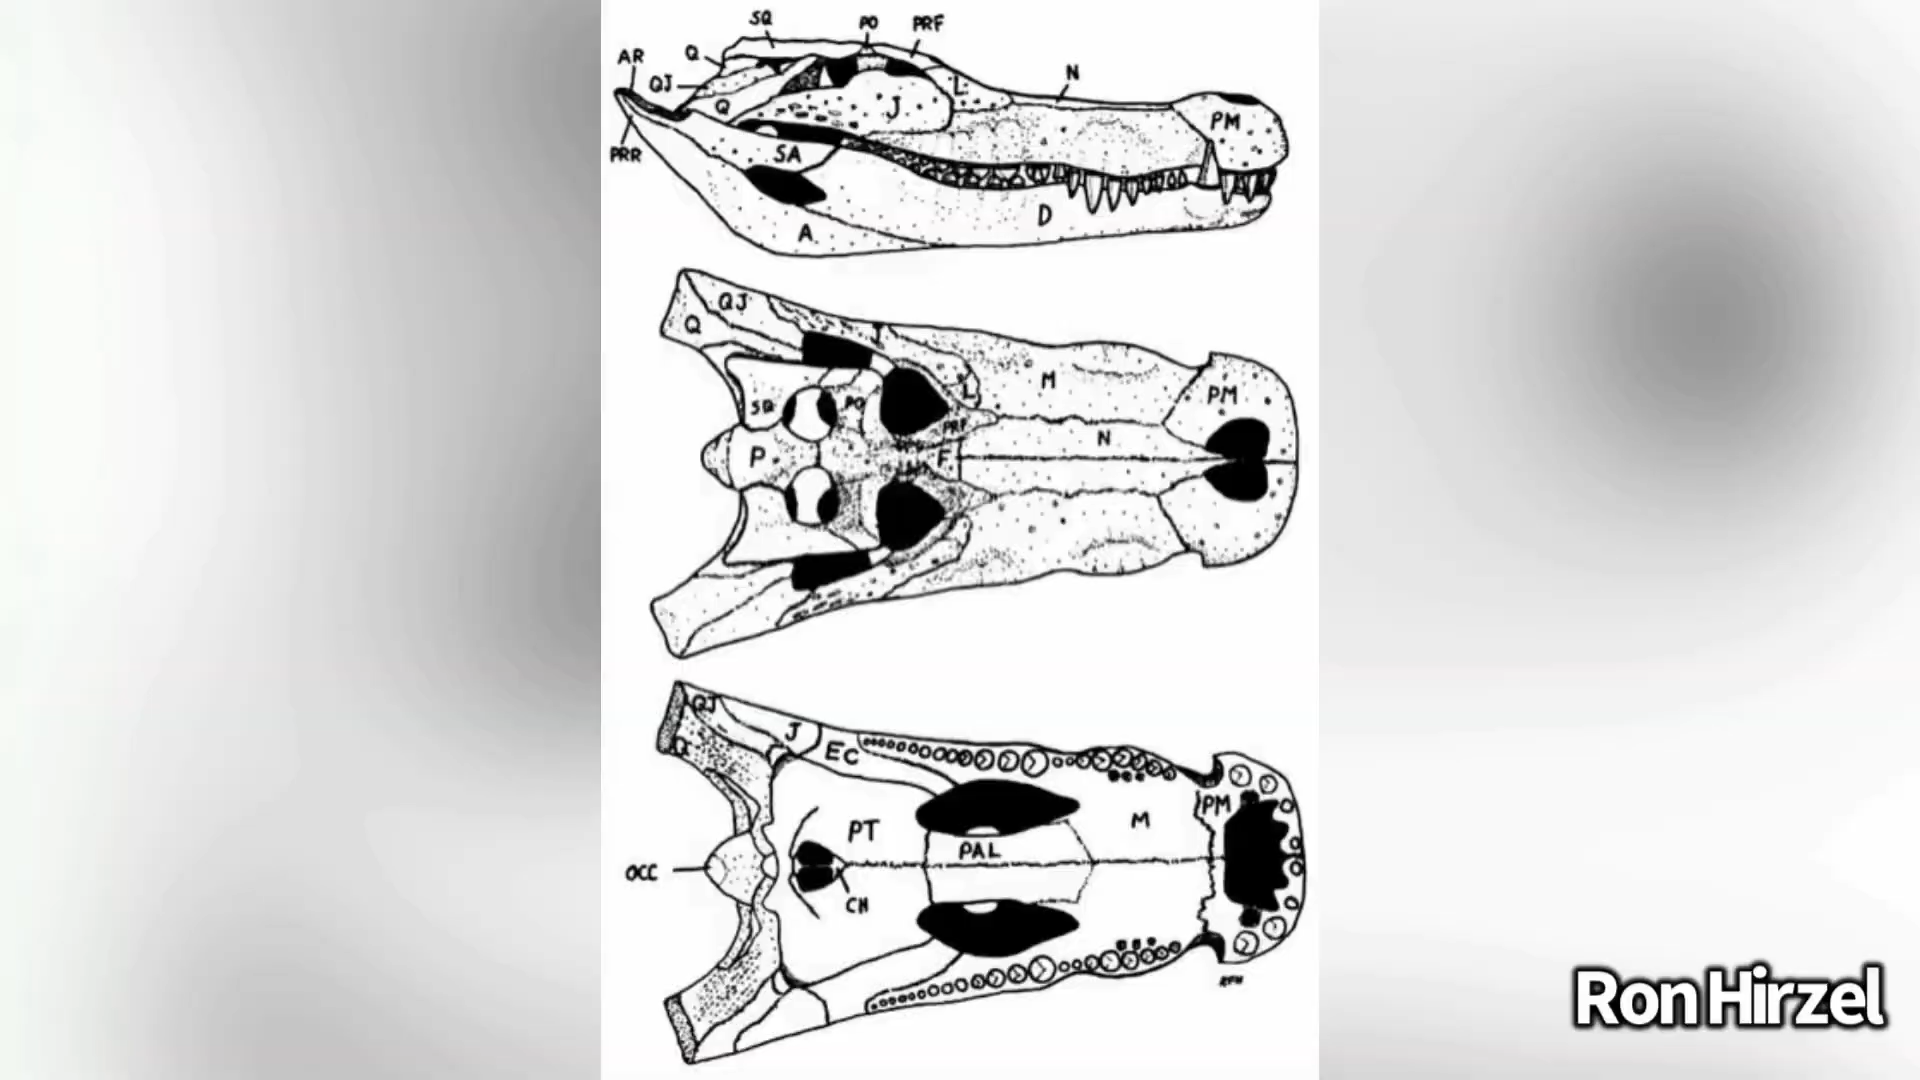 SQ
PO
PRF
Q
AR
QJ
N
L
J
Q
PM
PRR
SA
D
A
QJ
Q
J
M
L
PM
SQ
PO
PRF
N
P
F
QJ
J
Q
EC
PM
PT
M
PAL
OCC
CH
RFH
Ron Hirzel